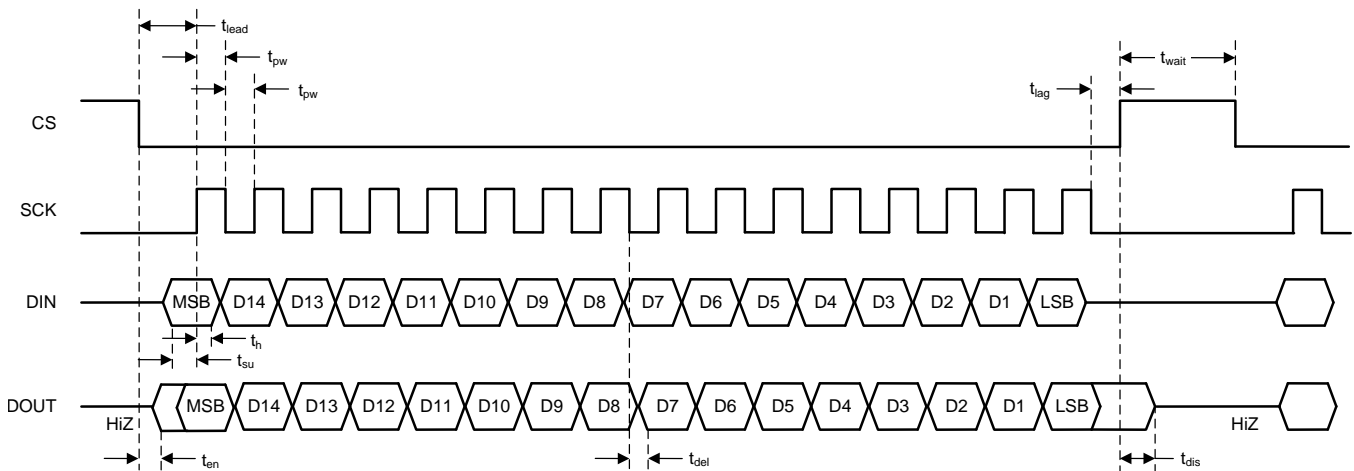 tlead
tpw
tpw
twait
tlag
CS
SCK
DIN MSB D14 D13 D12 D11 D10 D9 D8 D7 D6 D5 D4 D3 D2 D1 LSB
th
tsu
DOUT MSB D14 D13 D12 D11 D10 D9 D8 D7 D6 D5 D4 D3 D2 D1 LSB
HiZ HiZ
ten tdel tdis